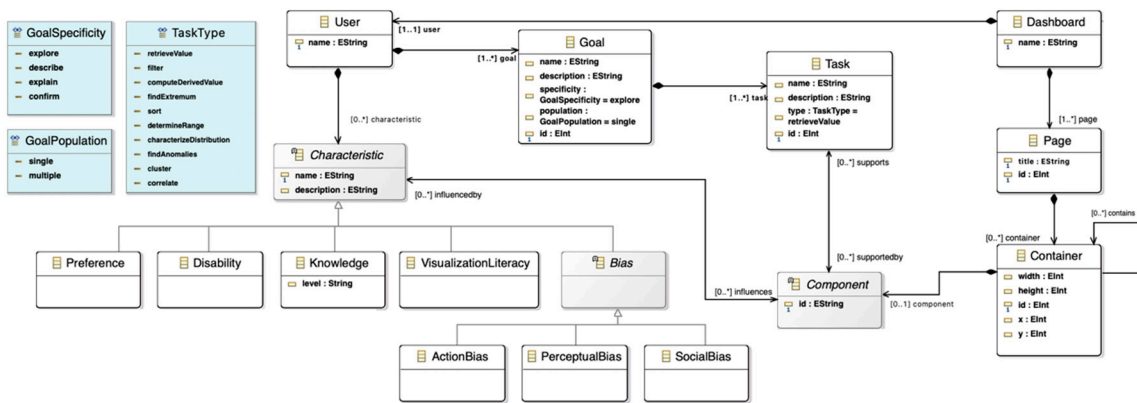 GoalSpecificity
explore
describe
explain
confirm
GoalPopulation
single
multiple
TaskType
retrieveValue
filter
computeDerivedValue
findExtremum
sort
determineRange
characterizeDistribution
findAnomalies
cluster
correlate
User
name : EString
[1..1] user
[1..*] goal
[0..*] characteristic
Goal
name : EString
description : EString
specificity :
GoalSpecificity = explore
population :
GoalPopulation = single
id : EInt
[1..*] task
Task
name : EString
description : EString
type : TaskType =
retrieveValue
id : EInt
[0..*] supports
Dashboard
name : EString
[1..*] page
Page
title : EString
id : EInt
[0..*] contains
[0..*] container
Container
width : EInt
height : EInt
id : EInt
x : EInt
y : EInt
Characteristic
name : EString
description : EString
[0..*] influencedby
Preference
Disability
Knowledge
level : String
VisualizationLiteracy
Bias
[0..*] supportedby
[0..*] influences
Component
id : EString
[0..1] component
ActionBias
PerceptualBias
SocialBias